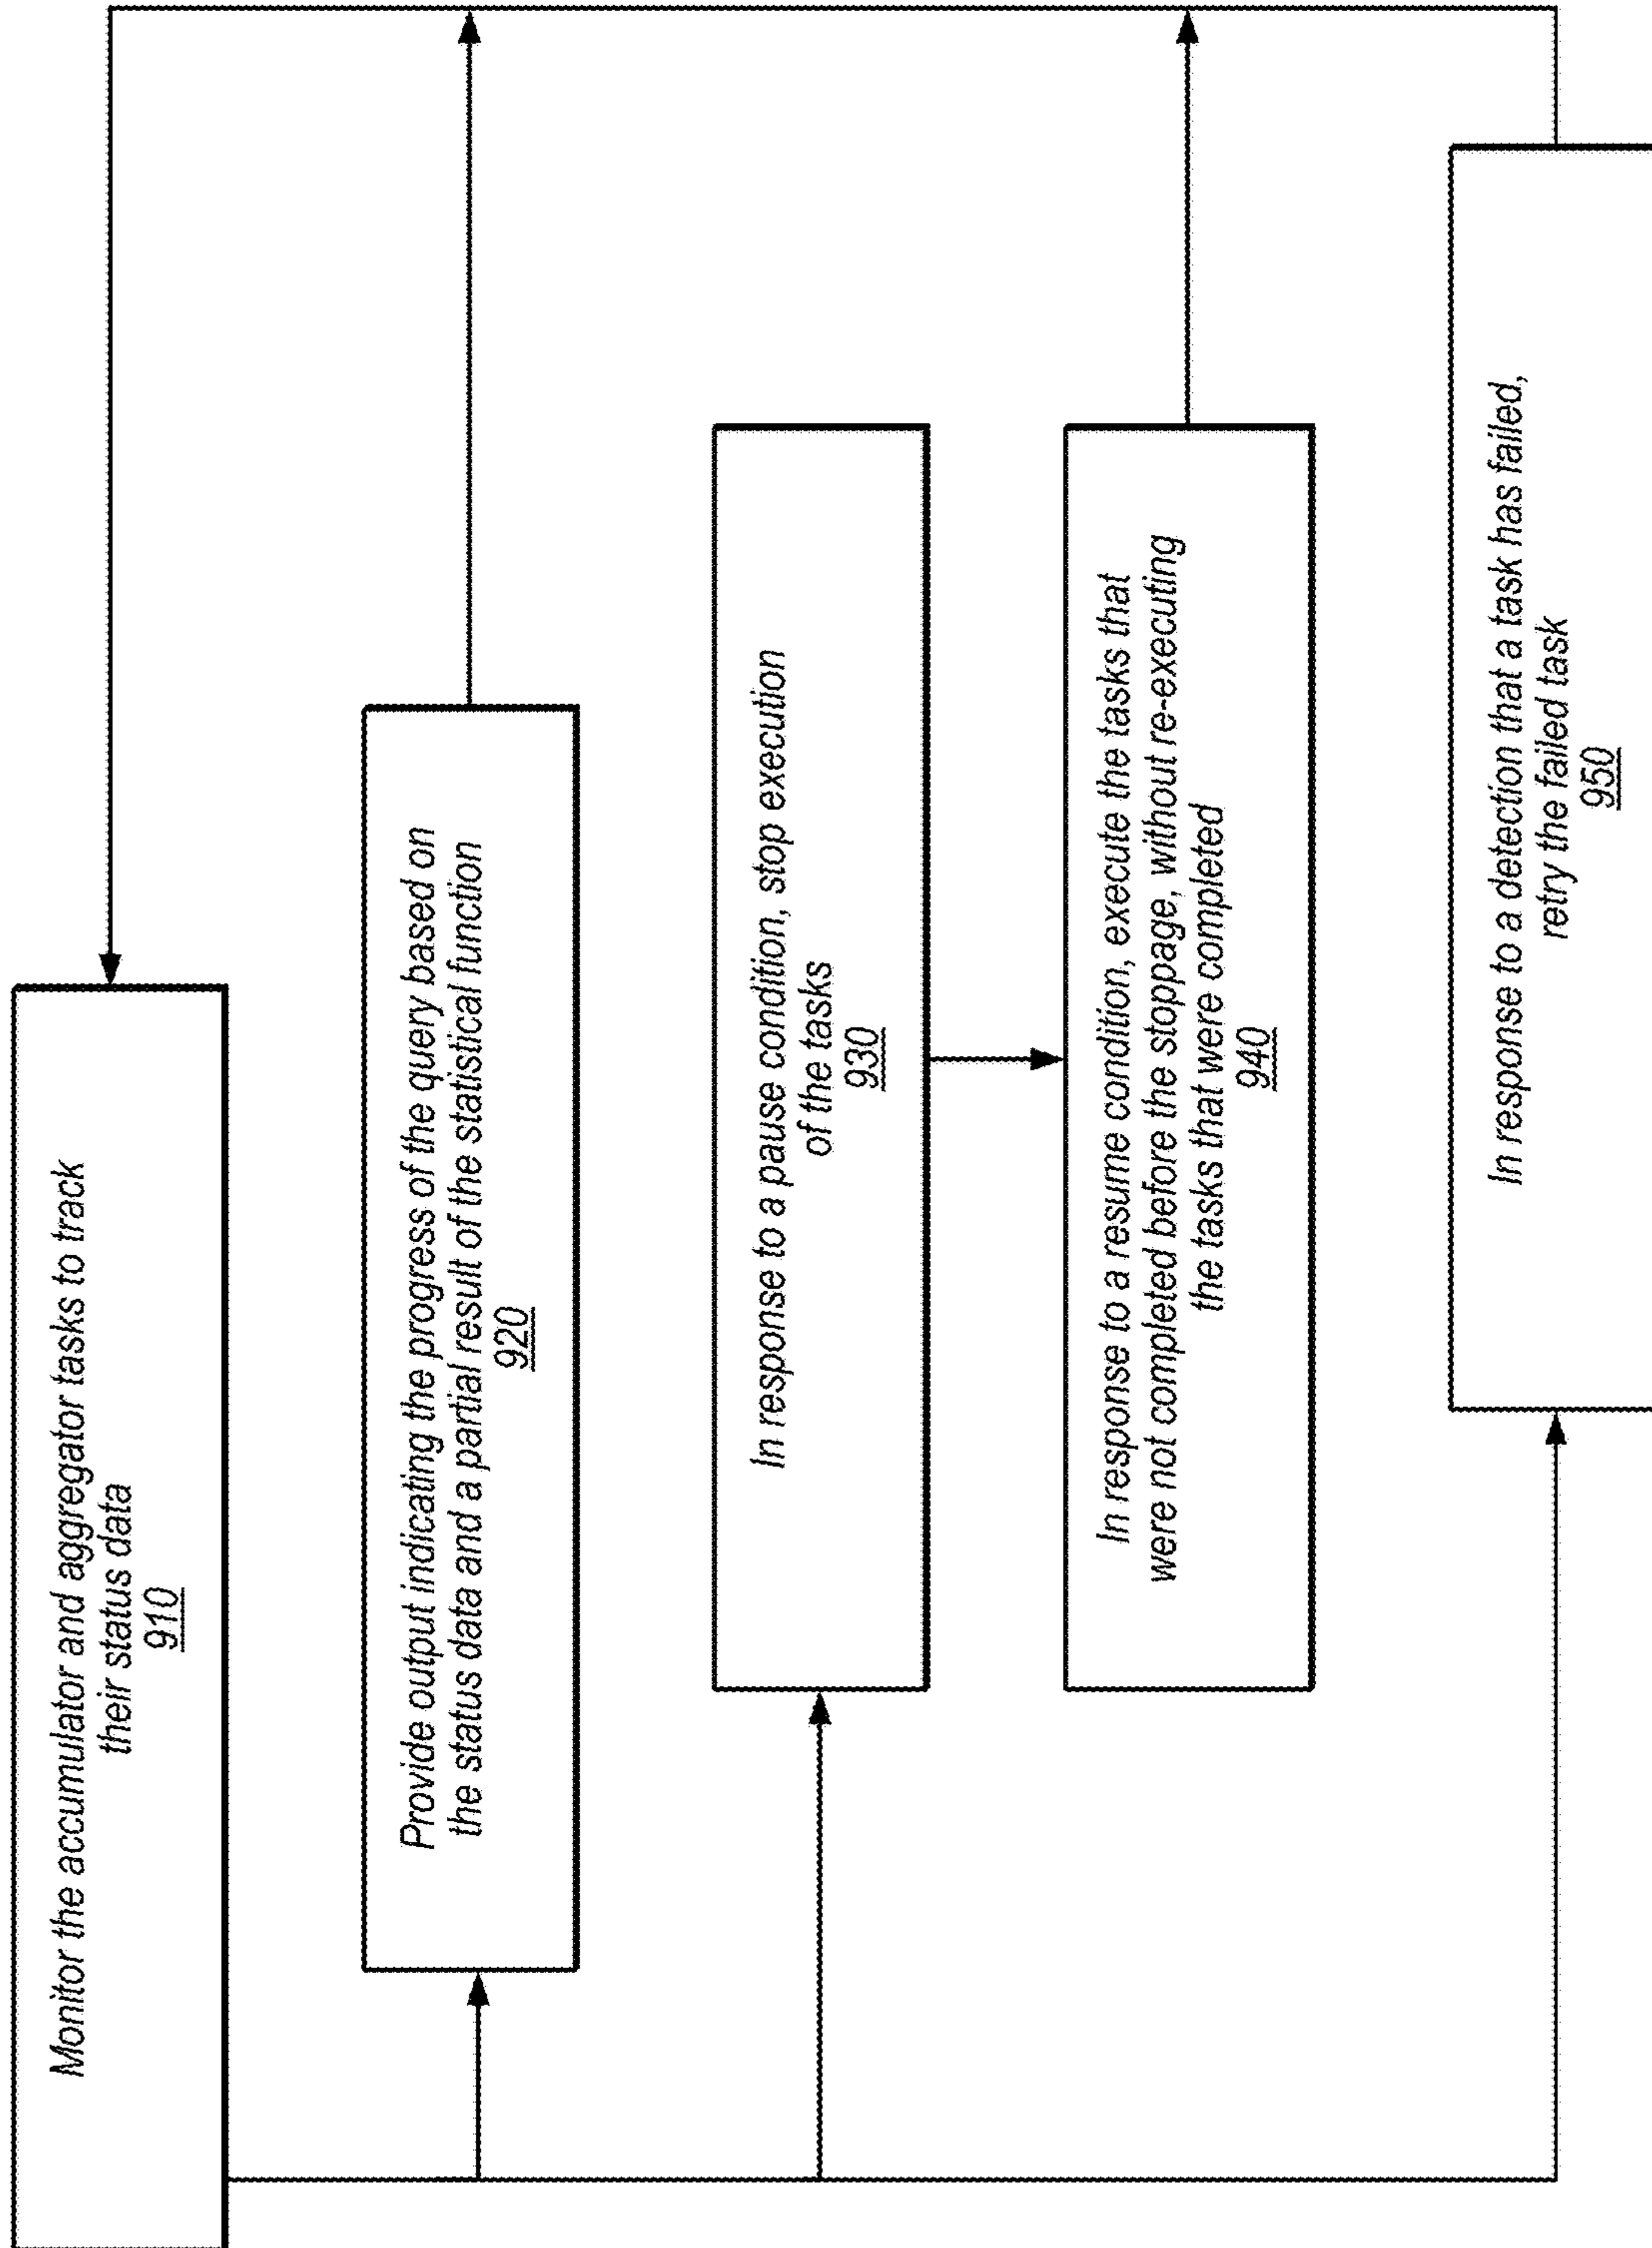 Monitor the accumulator and aggregator tasks to track
their status data
910
Provide output indicating the progress of the query based on
the status data and a partial result of the statistical function
920
In response to a pause condition, stop execution
of the tasks
930
In response to a resume condition, execute the tasks that
were not completed before the stoppage, without re-executing
the tasks that were completed
940
In response to a detection that a task has failed,
retry the failed task
950